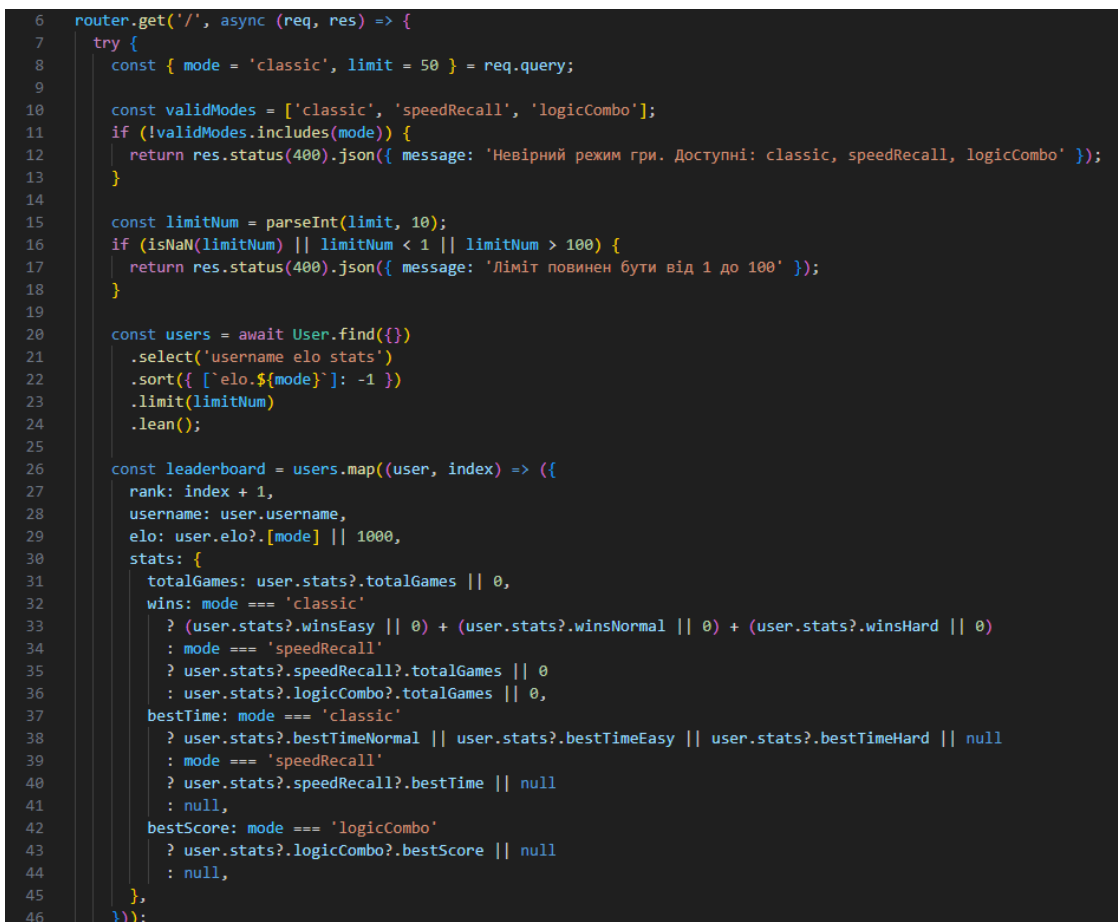 6 router.get('/', async (req, res) => {
7 try {
8 const { mode = 'classic', limit = 50 } = req.query;
9
10 const validModes = ['classic', 'speedRecall', 'logicCombo'];
11 if (!validModes.includes(mode)) {
12 return res.status(400).json({ message: 'Невірний режим гри. Доступні: classic, speedRecall, logicCombo' });
13 }
14
15 const limitNum = parseInt(limit, 10);
16 if (isNaN(limitNum) || limitNum < 1 || limitNum > 100) {
17 return res.status(400).json({ message: 'Ліміт повинен бути від 1 до 100' });
18 }
19
20 const users = await User.find({})
21 .select('username elo stats')
22 .sort({ [`elo.${mode}`]: -1 })
23 .limit(limitNum)
24 .lean();
25
26 const leaderboard = users.map((user, index) => ({
27 rank: index + 1,
28 username: user.username,
29 elo: user.elo?.[mode] || 1000,
30 stats: {
31 totalGames: user.stats?.totalGames || 0,
32 wins: mode === 'classic'
33 ? (user.stats?.winsEasy || 0) + (user.stats?.winsNormal || 0) + (user.stats?.winsHard || 0)
34 : mode === 'speedRecall'
35 ? user.stats?.speedRecall?.totalGames || 0
36 : user.stats?.logicCombo?.totalGames || 0,
37 bestTime: mode === 'classic'
38 ? user.stats?.bestTimeNormal || user.stats?.bestTimeEasy || user.stats?.bestTimeHard || null
39 : mode === 'speedRecall'
40 ? user.stats?.speedRecall?.bestTime || null
41 : null,
42 bestScore: mode === 'logicCombo'
43 ? user.stats?.logicCombo?.bestScore || null
44 : null,
45 },
46 }));